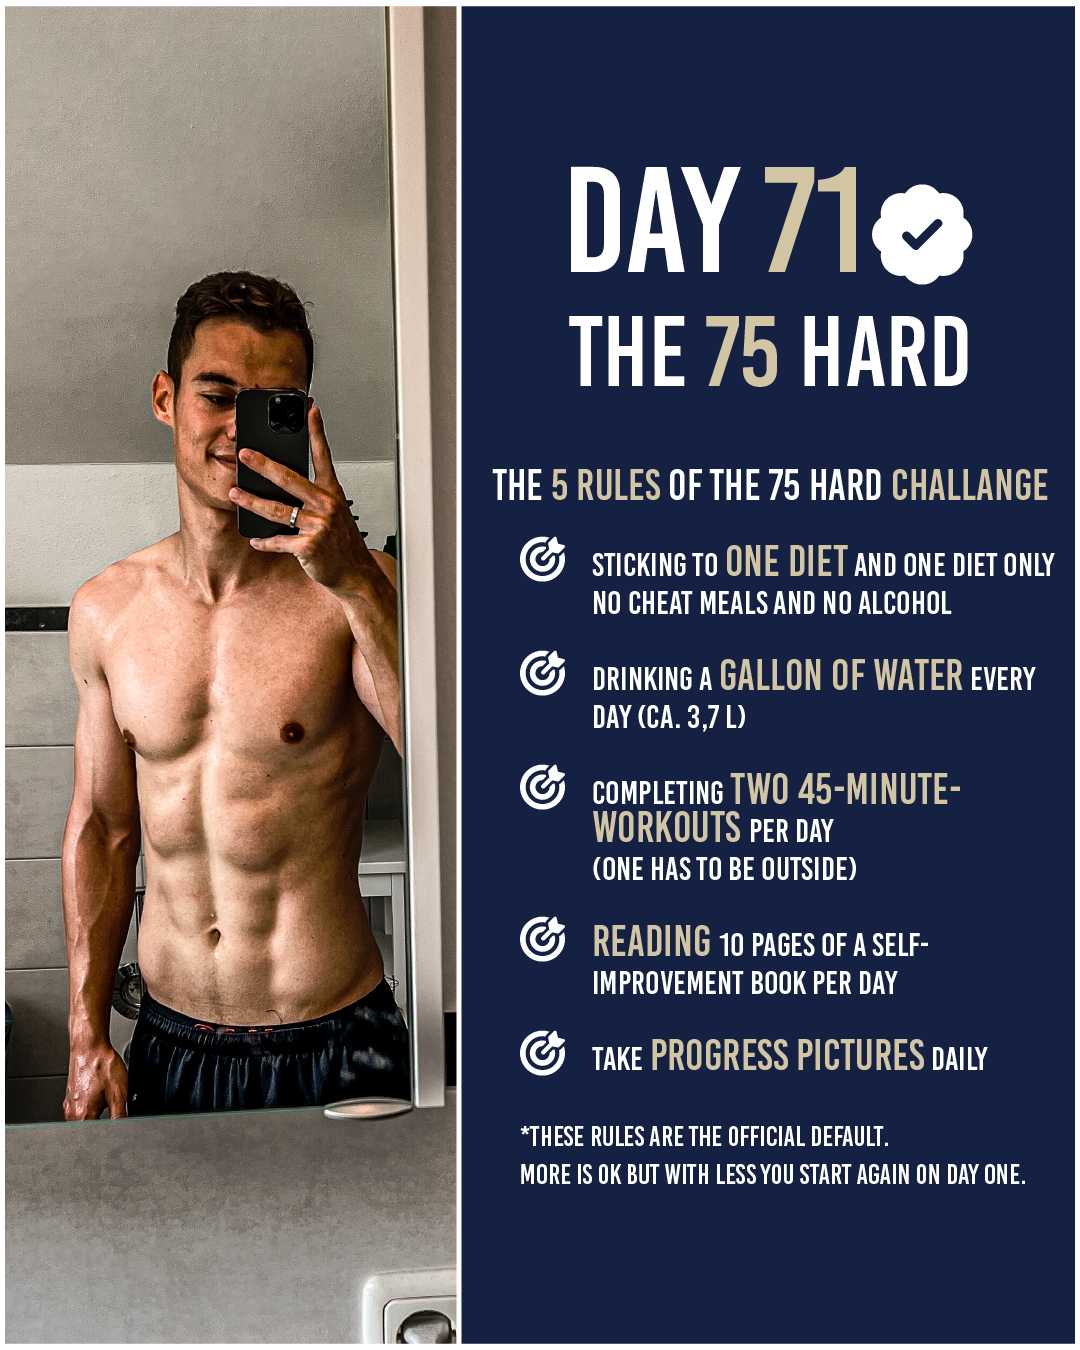 DAY 71
THE 75 HARD
THE 5 RULES OF THE 75 HARD CHALLANGE
STICKING TO ONE DIET AND ONE DIET ONLY
NO CHEAT MEALS AND NO ALCOHOL
DRINKING A GALLON OF WATER EVERY
DAY (CA. 3,7 L)
COMPLETING TWO 45-MINUTE-
WORKOUTS PER DAY
(ONE HAS TO BE OUTSIDE)
READING 10 PAGES OF A SELF-
IMPROVEMENT BOOK PER DAY
TAKE PROGRESS PICTURES DAILY
*THESE RULES ARE THE OFFICIAL DEFAULT.
MORE IS OK BUT WITH LESS YOU START AGAIN ON DAY ONE.